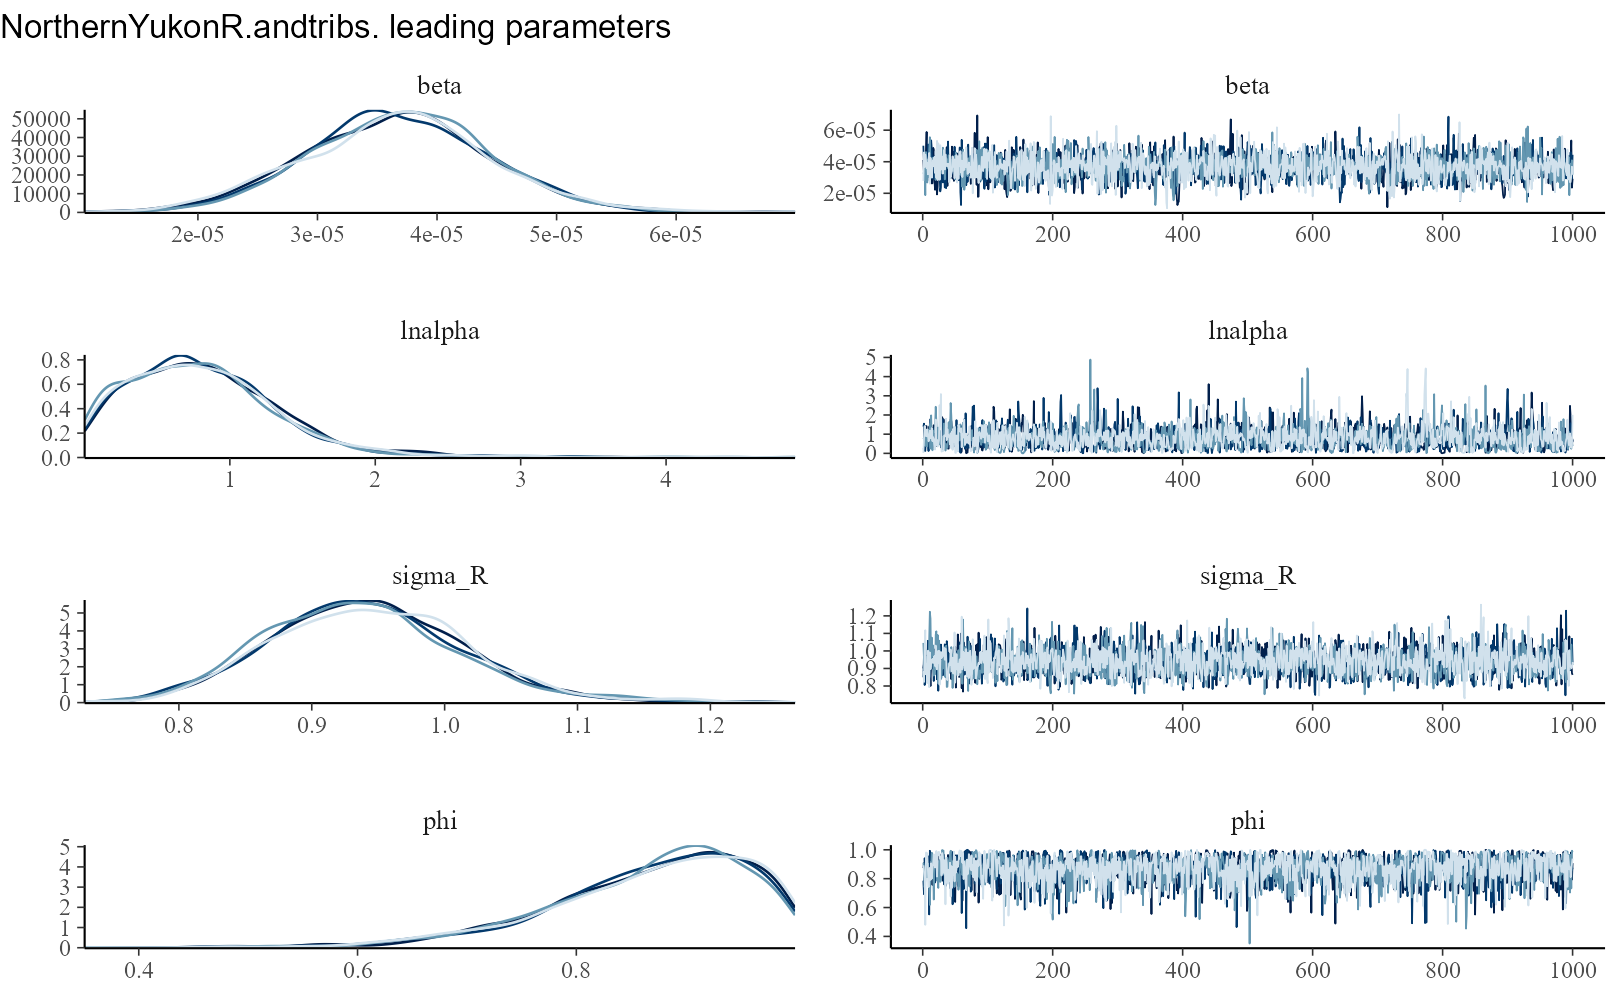 NorthernYukonR.andtribs. leading parameters
beta
50000
40000
30000
20000
10000
0
2e-05 3e-05 4e-05 5e-05 6e-05
beta
6e-05
4e-05
2e-05
0 200 400 600 800 1000
lnalpha
0.8
0.6
0.4
0.2
0.0
1 2 3 4
lnalpha
5
4
3
2
1
0
0 200 400 600 800 1000
sigma_R
5
4
3
2
1
0
0.8 0.9 1.0 1.1 1.2
sigma_R
1.2
1.1
1.0
0.9
0.8
0 200 400 600 800 1000
phi
5
4
3
2
1
0
0.4 0.6 0.8
phi
1.0
0.8
0.6
0.4
0 200 400 600 800 1000